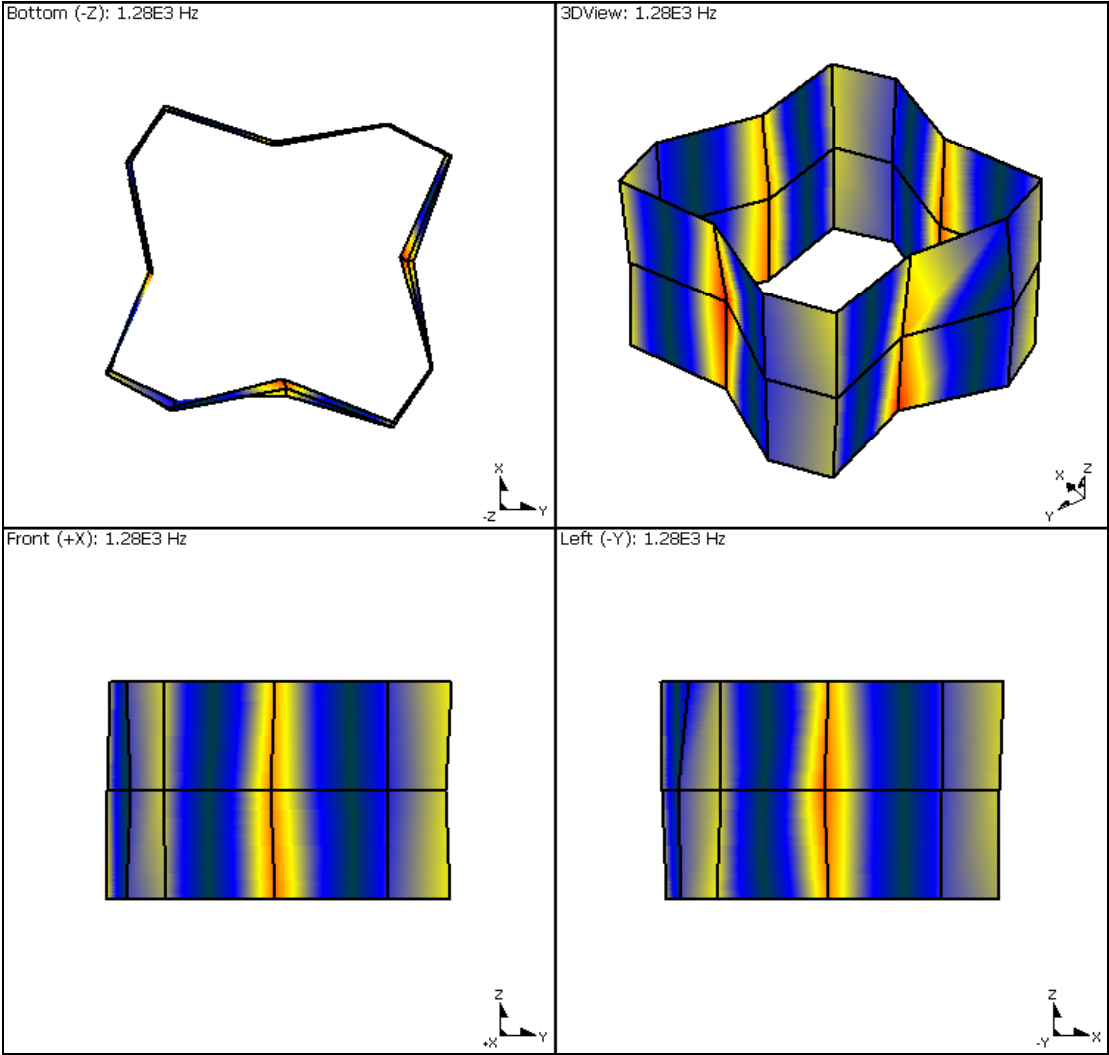 Bottom (-Z): 1.28E3 Hz
3DView: 1.28E3 Hz
X
-Z
Y
X
Z
Y
Front (+X): 1.28E3 Hz
Left (-Y): 1.28E3 Hz
Z
+X
Y
Z
-Y
X